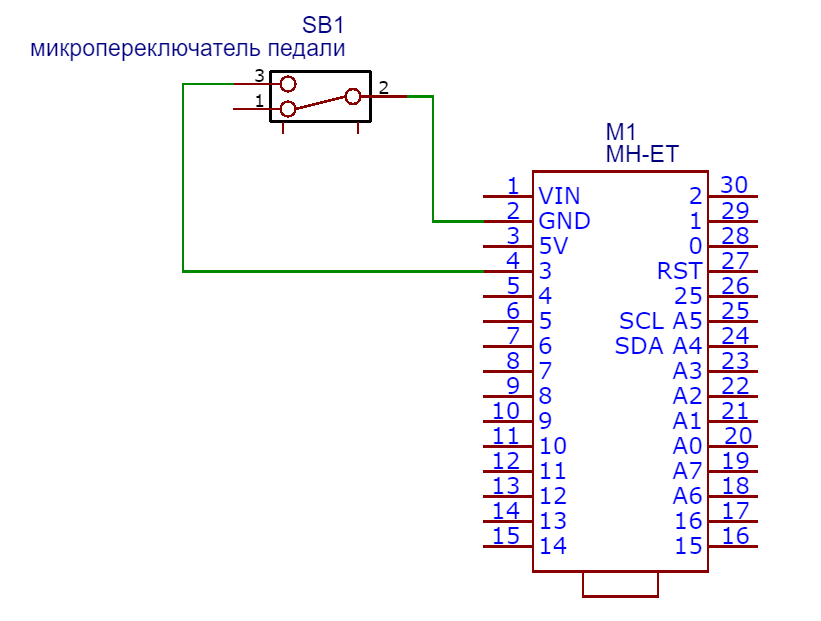 SB1
микропереключатель педали
3
2
1
M1
MH-ET
1 VIN 2 30
2 GND 1 29
3 5V 0 28
4 3 RST 27
5 4 25 26
6 5 SCL A5 25
7 6 SDA A4 24
8 7 A3 23
9 8 A2 22
10 9 A1 21
11 10 A0 20
12 11 A7 19
13 12 A6 18
14 13 16 17
15 14 15 16